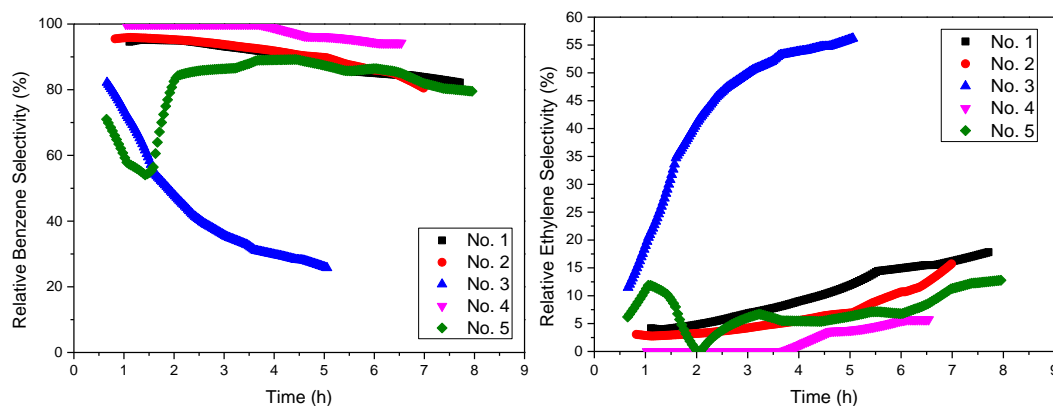 Relative Benzene Selectivity (%)
100
80
60
40
20
0
0 1 2 3 4 5 6 7 8 9
Time (h)
No. 1
No. 2
No. 3
No. 4
No. 5
Relative Ethylene Selectivity (%)
60
55
50
45
40
35
30
25
20
15
10
5
0
0 1 2 3 4 5 6 7 8 9
Time (h)
No. 1
No. 2
No. 3
No. 4
No. 5